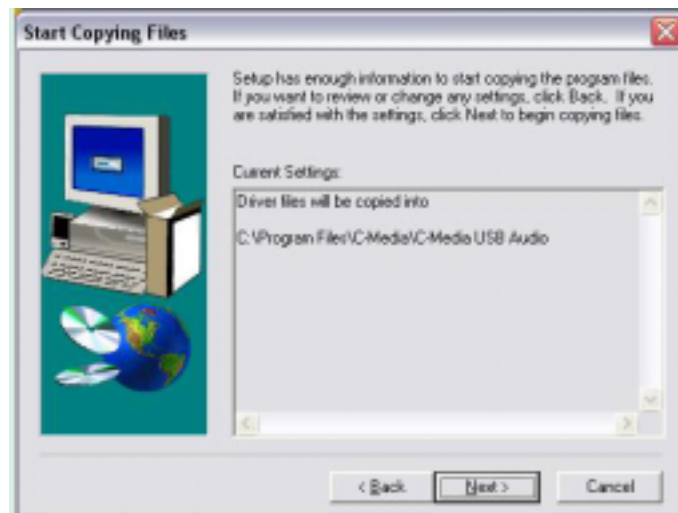 Start Copying Files
Setup has enough information to start copying the program files.
If you want to review or change any settings, click Back. If you
are satisfied with the settings, click Next to begin copying files.
Current Settings:
Driver files will be copied into
C:\Program Files\C-Media\C-Media USB Audio
< Back
Next >
Cancel